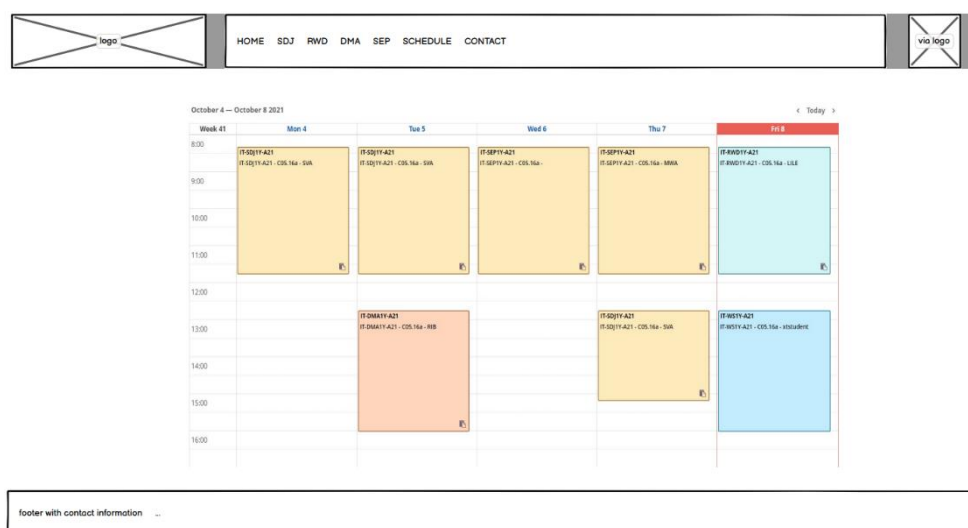 logo
HOME SDJ RWD DMA SEP SCHEDULE CONTACT
via logo
October 4 — October 8 2021
< Today >
Week 41 Mon 4 Tue 5 Wed 6 Thu 7 Fri 8
8:00
IT-SDJ1Y-A21
IT-SDJ1Y-A21 - C05.16a - SVA
IT-SDJ1Y-A21
IT-SDJ1Y-A21 - C05.16a - SVA
IT-SEP1Y-A21
IT-SEP1Y-A21 - C05.16a -
IT-SEP1Y-A21
IT-SEP1Y-A21 - C05.16a - MWA
IT-RWD1Y-A21
IT-RWD1Y-A21 - C05.16a - LILE
9:00
10:00
11:00
12:00
IT-DMA1Y-A21
IT-DMA1Y-A21 - C05.16a - RIB
IT-SDJ1Y-A21
IT-SDJ1Y-A21 - C05.16a - SVA
IT-WS1Y-A21
IT-WS1Y-A21 - C05.16a - xtstudent
13:00
14:00
15:00
16:00
footer with contact information ...